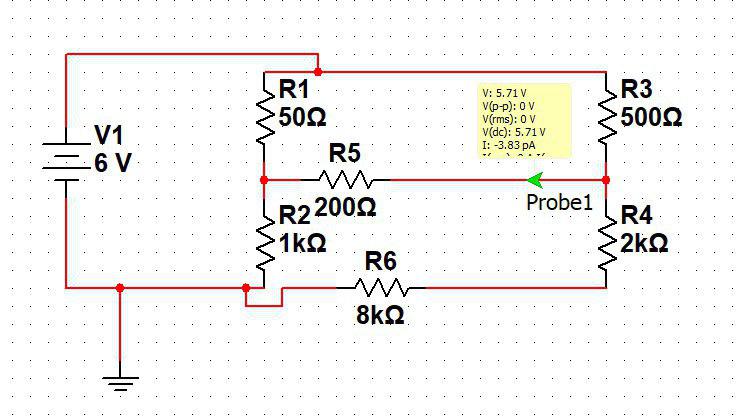 R1
50Ω
V: 5.71 V
V(p-p): 0 V
V(rms): 0 V
V(dc): 5.71 V
I: -3.83 pA
R3
500Ω
V1
6 V
R5
200Ω
Probe1
R2
1kΩ
R4
2kΩ
R6
8kΩ